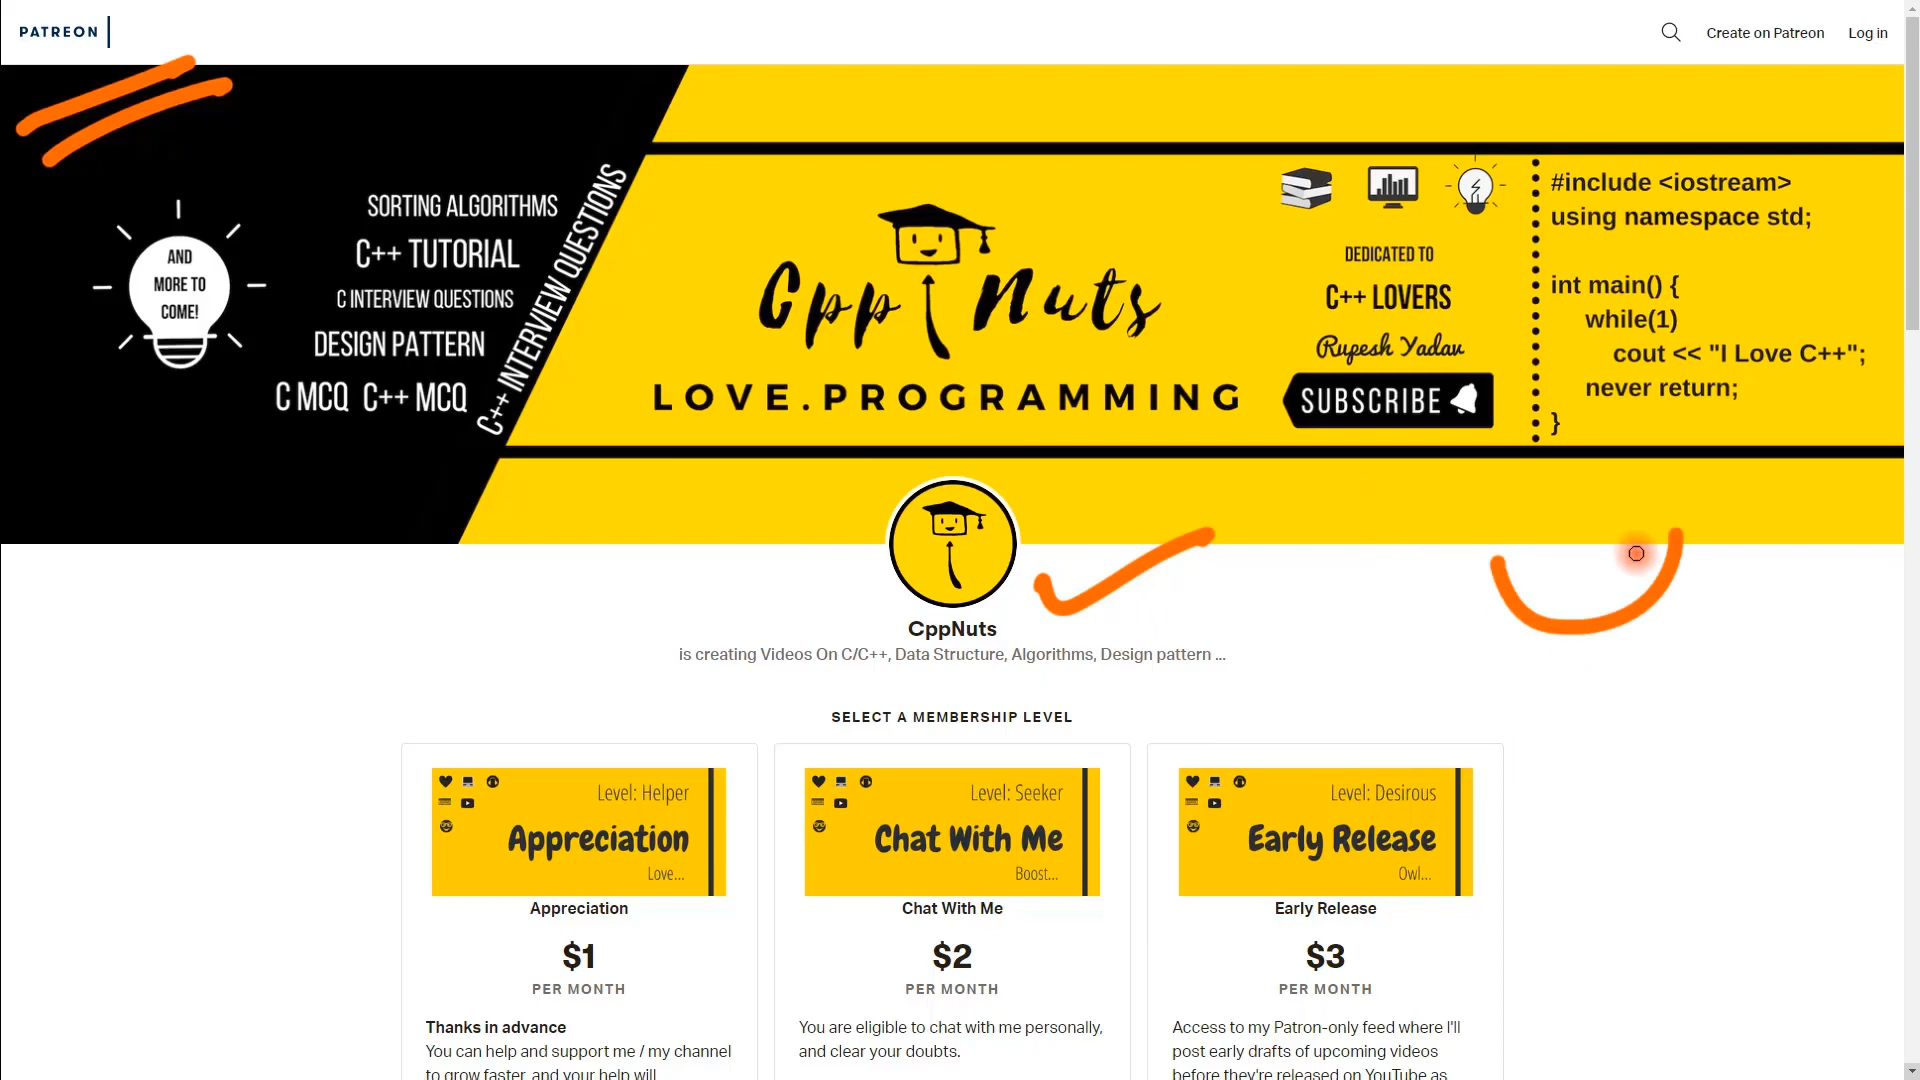 PATREON
Create on Patreon
Log in
AND
MORE TO
COME!
SORTING ALGORITHMS
C++ TUTORIAL
C INTERVIEW QUESTIONS
DESIGN PATTERN
C MCQ C++ MCQ
C++ INTERVIEW QUESTIONS
Cpp Nuts
LOVE.PROGRAMMING
DEDICATED TO
C++ LOVERS
Rupesh Yadav
SUBSCRIBE
#include <iostream>
using namespace std;
int main() {
while(1)
cout << "I Love C++";
never return;
}
CppNuts
is creating Videos On C/C++, Data Structure, Algorithms, Design pattern ...
SELECT A MEMBERSHIP LEVEL
Level: Helper
Appreciation
Love...
Appreciation
$1
PER MONTH
Thanks in advance
You can help and support me / my channel
to grow faster, and your help will
Level: Seeker
Chat With Me
Boost...
Chat With Me
$2
PER MONTH
You are eligible to chat with me personally,
and clear your doubts.
Level: Desirous
Early Release
Owl...
Early Release
$3
PER MONTH
Access to my Patron-only feed where I'll
post early drafts of upcoming videos
before they're released on YouTube as